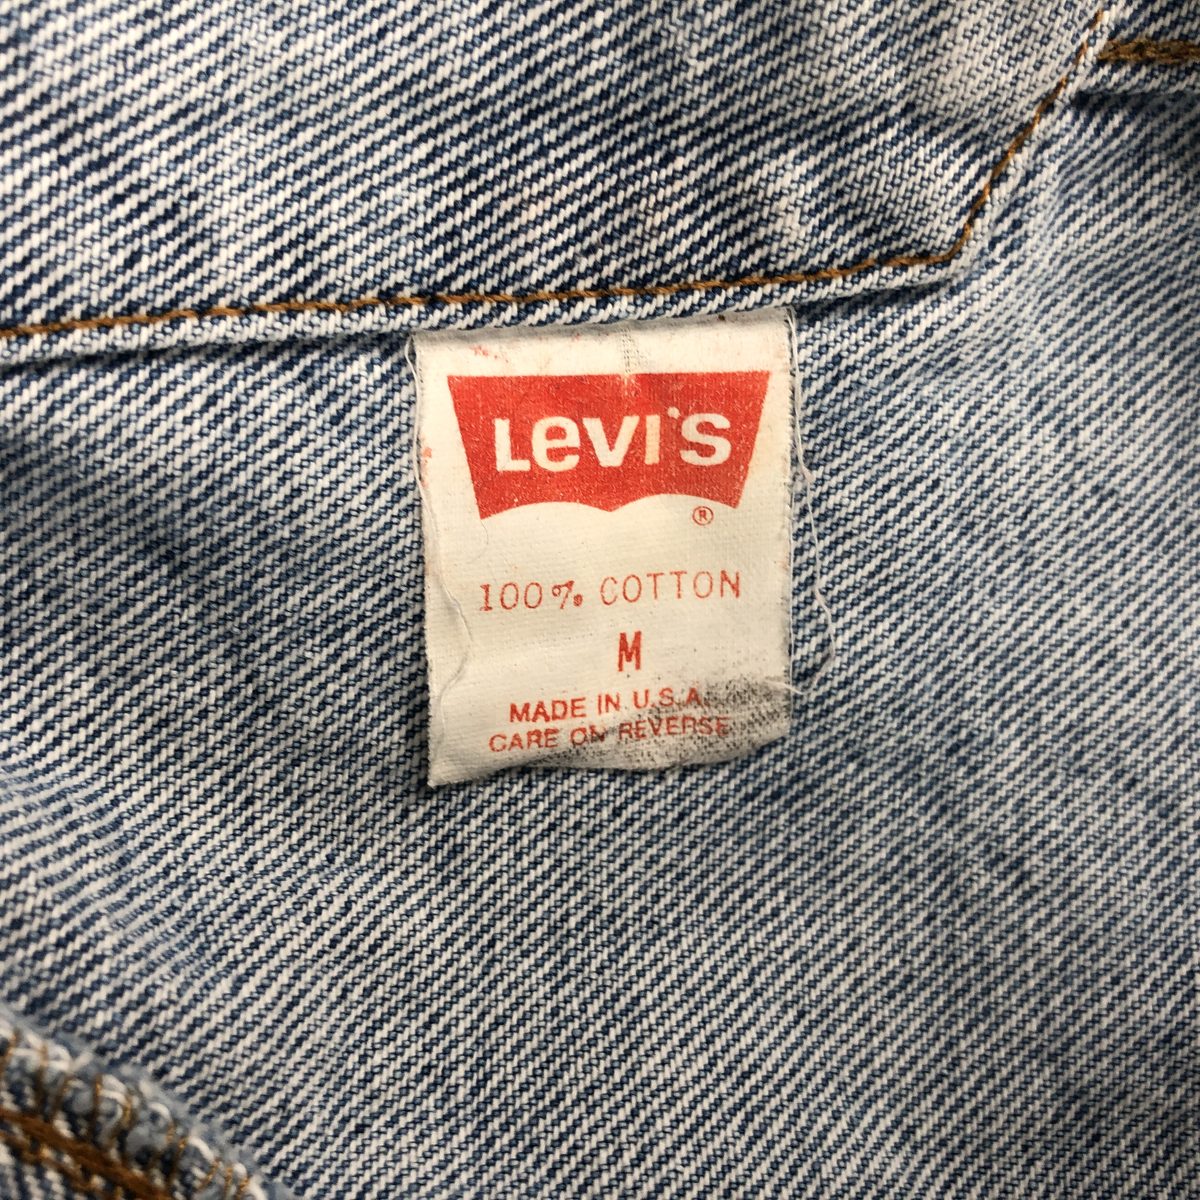 Levi's
®
100% COTTON
M
MADE IN U.S.A.
CARE ON REVERSE